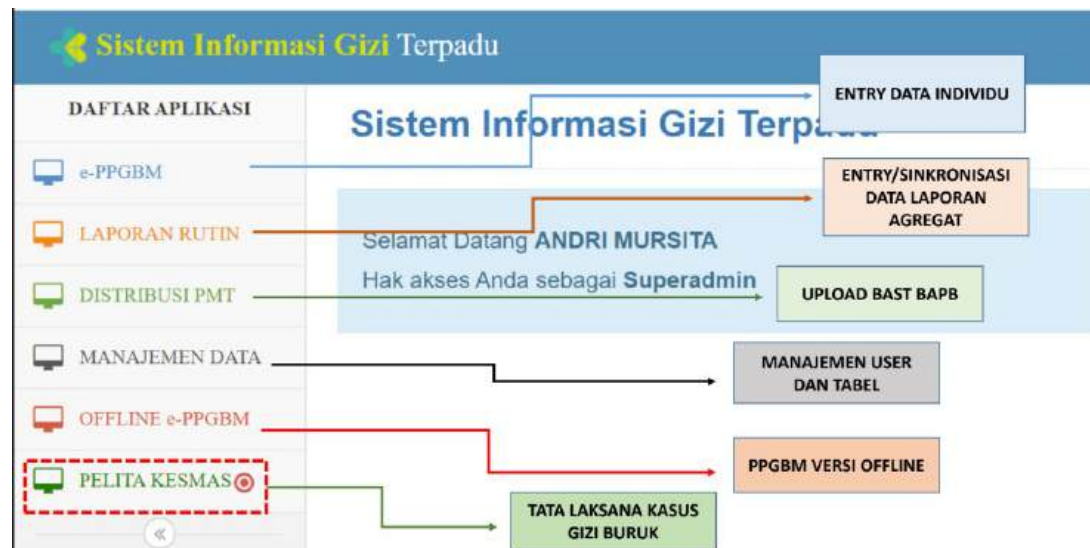 Sistem Informasi Gizi Terpadu
DAFTAR APLIKASI
e-PPGBM
LAPORAN RUTIN
DISTRIBUSI PMT
MANAJEMEN DATA
OFFLINE e-PPGBM
PELITA KESMAS
«
Sistem Informasi Gizi Terpadu
Selamat Datang ANDRI MURSITA
Hak akses Anda sebagai Superadmin
ENTRY DATA INDIVIDU
ENTRY/SINKRONISASI
DATA LAPORAN
AGREGAT
UPLOAD BAST BAPB
MANAJEMEN USER
DAN TABEL
PPGBM VERSI OFFLINE
TATA LAKSANA KASUS
GIZI BURUK